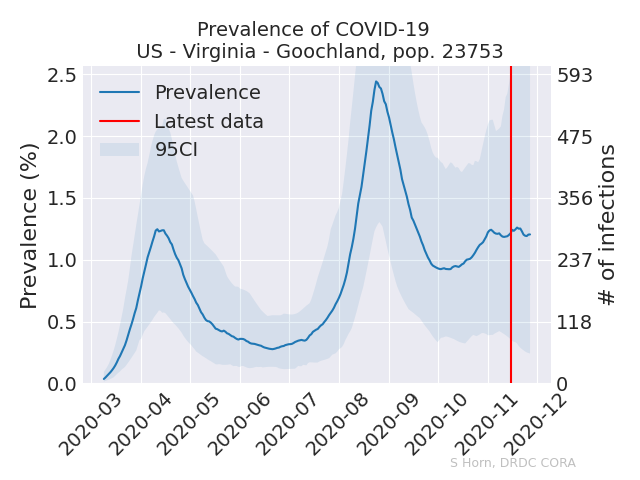 Prevalence of COVID-19
US - Virginia - Goochland, pop. 23753
Prevalence
Latest data
95CI
Prevalence (%)
2.5
2.0
1.5
1.0
0.5
0.0
593
475
356
237
118
0
# of infections
2020-03
2020-04
2020-05
2020-06
2020-07
2020-08
2020-09
2020-10
2020-11
2020-12
S Horn, DRDC CORA